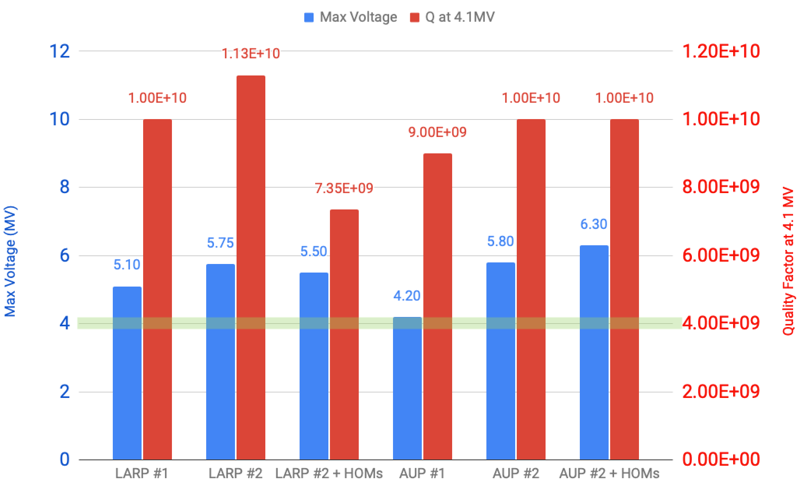 Max Voltage
Q at 4.1MV
12
10
8
6
4
2
0
Max Voltage (MV)
1.20E+10
1.00E+10
8.00E+09
6.00E+09
4.00E+09
2.00E+09
0.00E+00
Quality Factor at 4.1 MV
5.10
1.00E+10
5.75
1.13E+10
5.50
7.35E+09
4.20
9.00E+09
5.80
1.00E+10
6.30
1.00E+10
LARP #1
LARP #2
LARP #2 + HOMs
AUP #1
AUP #2
AUP #2 + HOMs